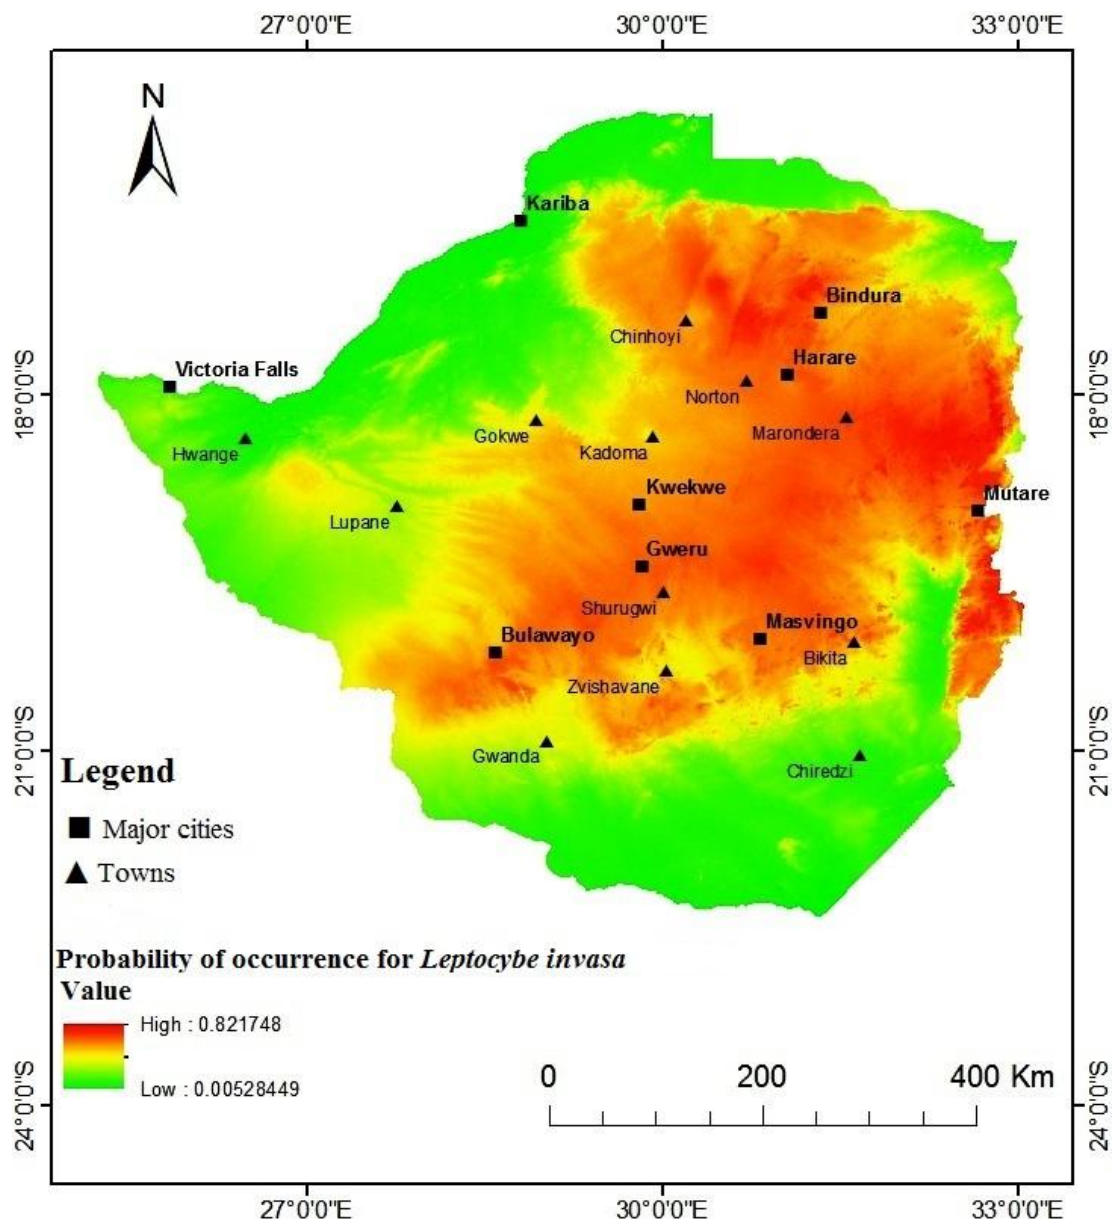 27°0'0"E 30°0'0"E 33°0'0"E
N
Kariba
Bindura
Chinhoyi
Harare
Victoria Falls
Norton
18°0'0"S 18°0'0"S
Gokwe
Marondera
Hwange
Kadoma
Kwekwe
Mutare
Lupane
Gweru
Shurugwi
Masvingo
Bulawayo
Bikita
Zvishavane
Gwanda
21°0'0"S 21°0'0"S
Chiredzi
Legend
Major cities
Towns
Probability of occurrence for Leptocybe invasa
Value
High : 0.821748
Low : 0.00528449
0 200 400 Km
24°0'0"S 24°0'0"S
27°0'0"E 30°0'0"E 33°0'0"E